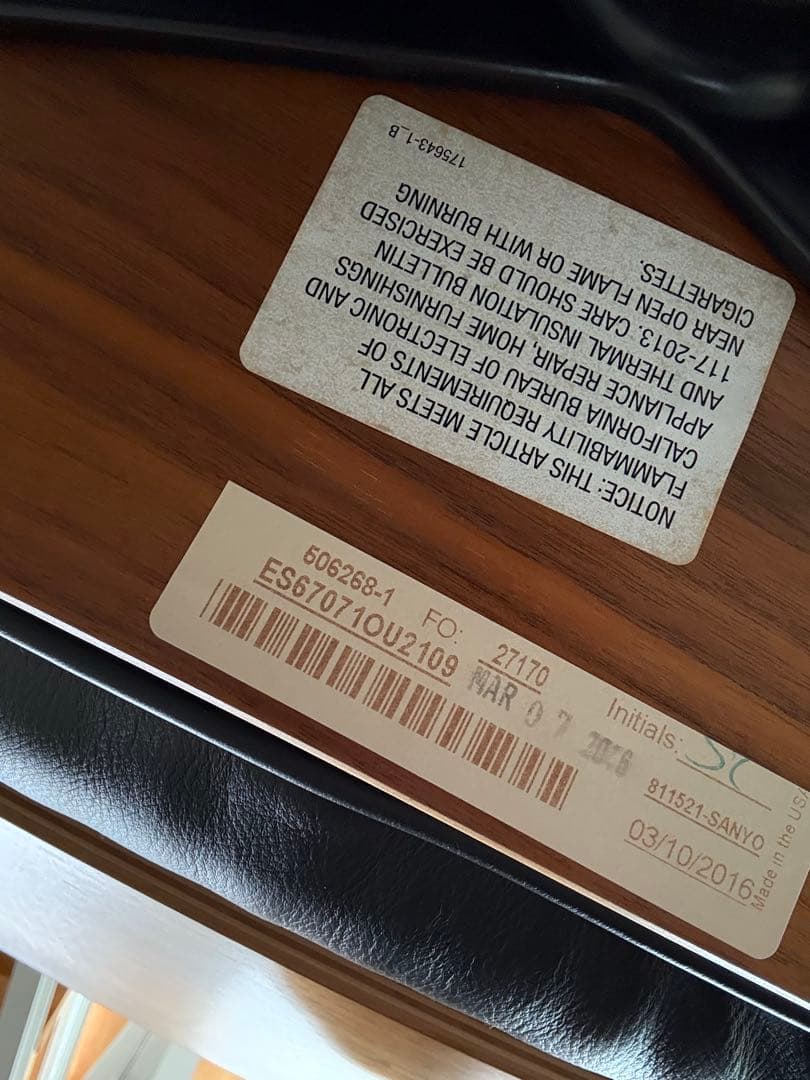 175643-1_B
NOTICE: THIS ARTICLE MEETS ALL
FLAMMABILITY REQUIREMENTS OF
CALIFORNIA BUREAU OF ELECTRONIC AND
APPLIANCE REPAIR, HOME FURNISHINGS
AND THERMAL INSULATION BULLETIN
117-2013. CARE SHOULD BE EXERCISED
NEAR OPEN FLAME OR WITH BURNING
CIGARETTES.
506268-1 FO: 27170 Initials: SC
ES670710U2109
MAR 07 2016
811521-SANYO
03/10/2016
Made in the USA